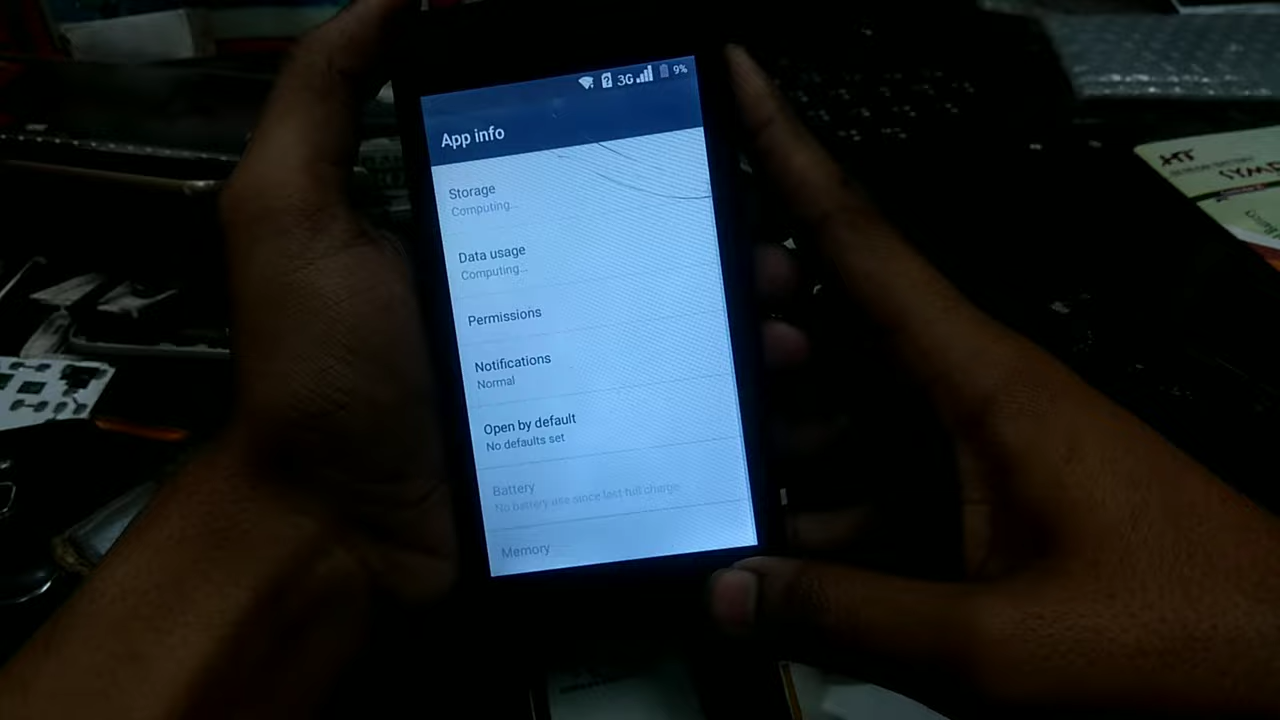 3G 9%
App info
Storage
Computing...
Data usage
Computing...
Permissions
Notifications
Normal
Open by default
No defaults set
Battery
No battery use since last full charge
Memory